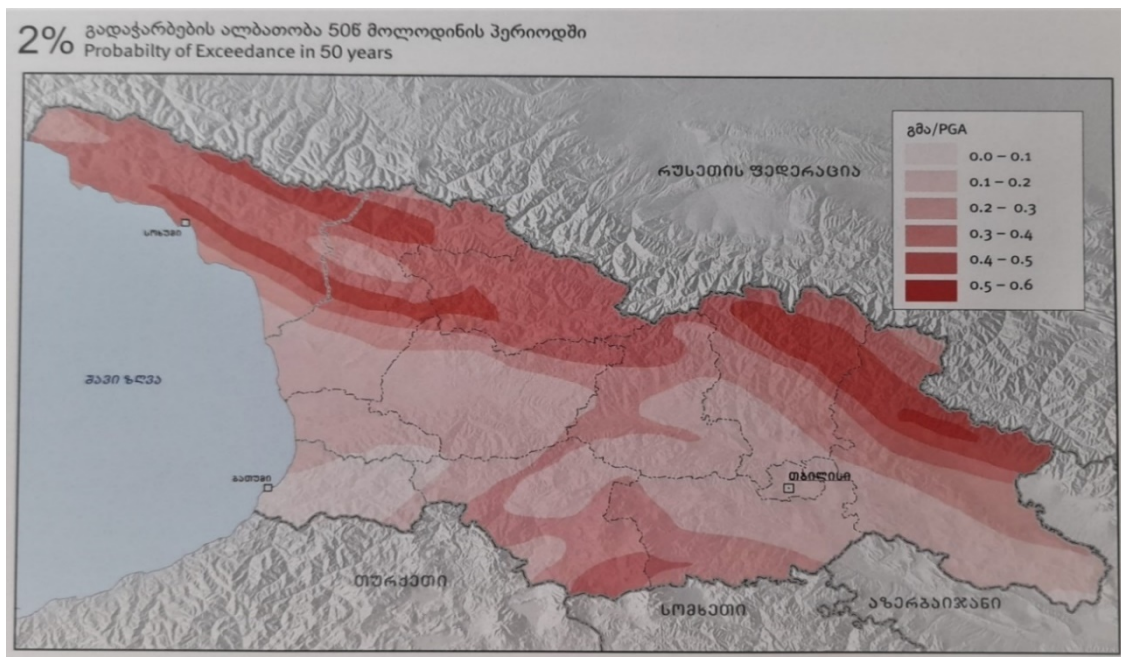 2% გადაჭარბების ალბათობა 50წ მოლოდინის პერიოდში
Probabilty of Exceedance in 50 years
გმა/PGA
0.0 – 0.1
0.1 – 0.2
0.2 – 0.3
0.3 – 0.4
0.4 – 0.5
0.5 – 0.6
რუსეთის ფედერაცია
სოხუმი
შავი ზღვა
ბათუმი
თბილისი
თურქეთი
სომხეთი
აზერბაიჯანი